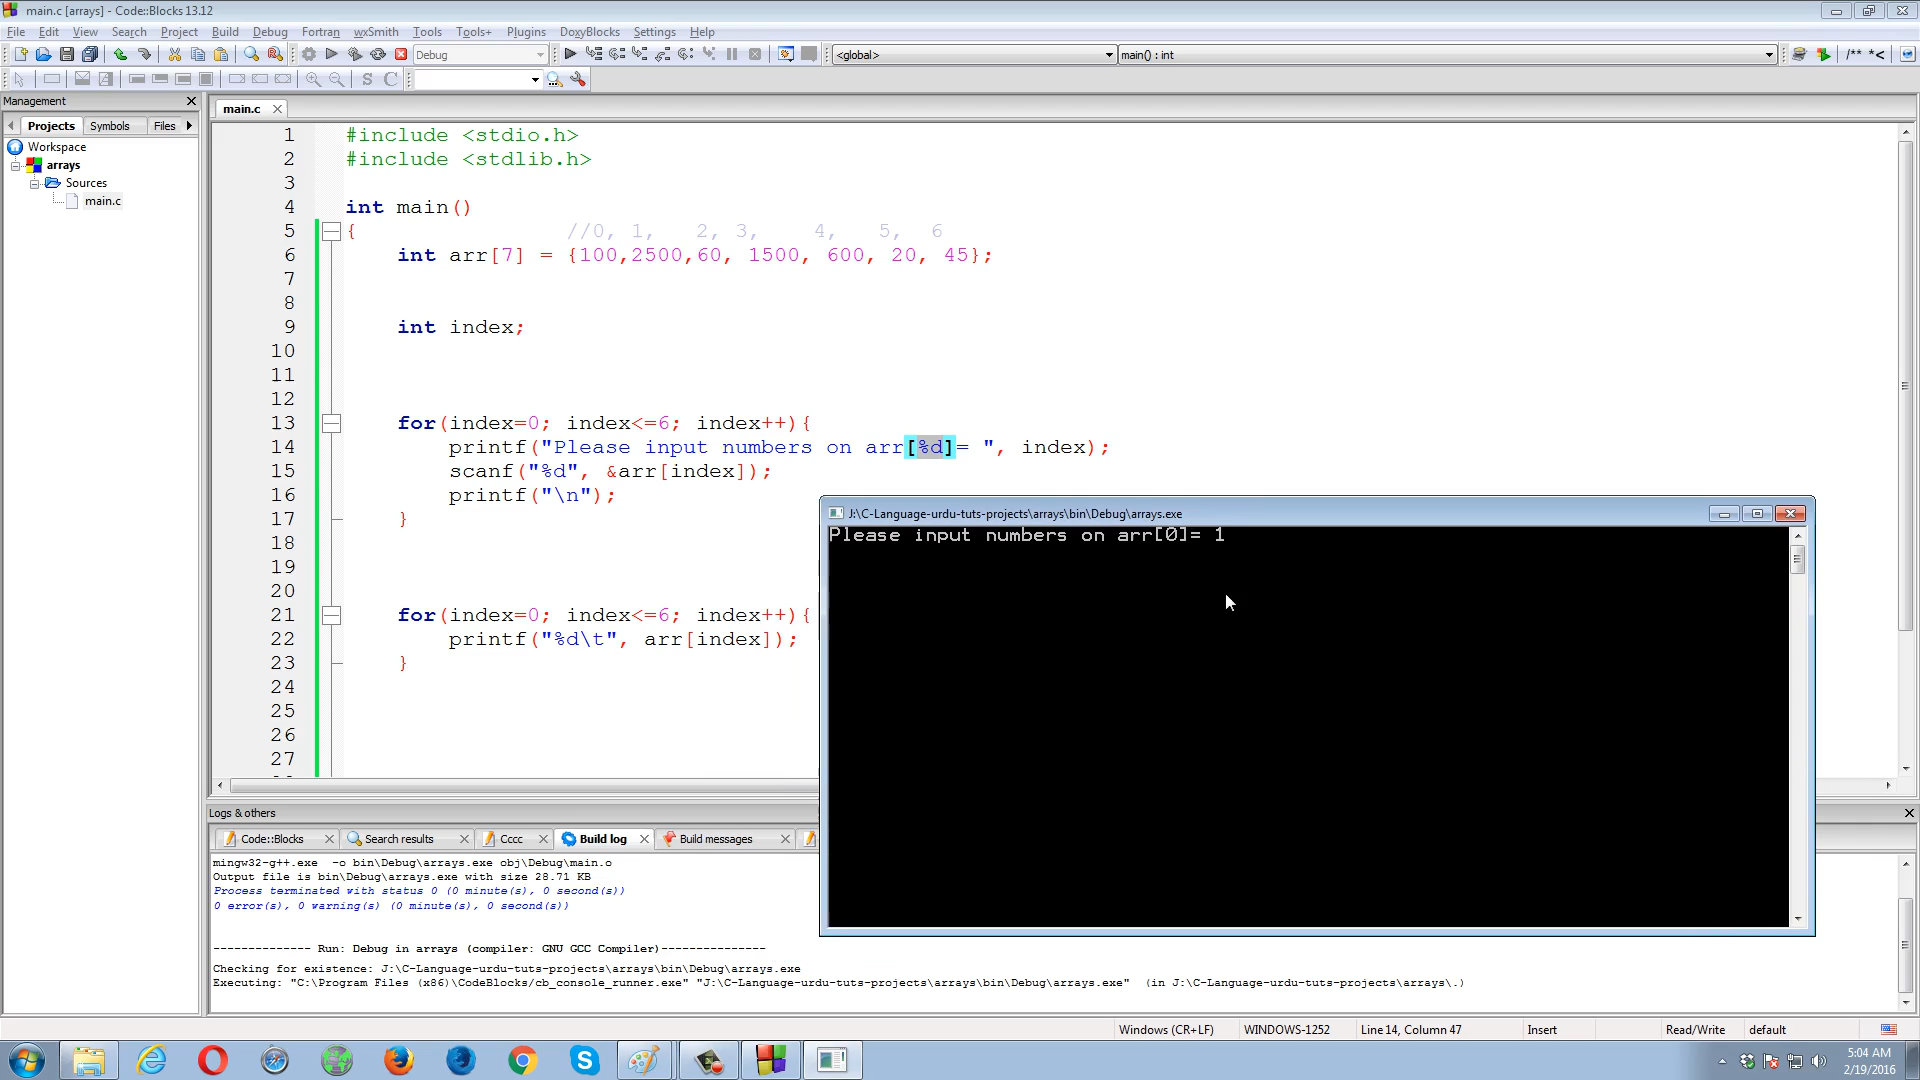 main.c [arrays] - Code::Blocks 13.12
File Edit View Search Project Build Debug Fortran wxSmith Tools Tools+ Plugins DoxyBlocks Settings Help
Debug
<global>
main() : int
/** *<
S C
Management
Projects Symbols Files
Workspace
arrays
Sources
main.c
main.c
1 #include <stdio.h>
2 #include <stdlib.h>
3
4 int main()
5 { //0, 1, 2, 3, 4, 5, 6
6 int arr[7] = {100,2500,60, 1500, 600, 20, 45};
7
8
9 int index;
10
11
12
13 for(index=0; index<=6; index++){
14 printf("Please input numbers on arr[%d]= ", index);
15 scanf("%d", &arr[index]);
16 printf("\n");
17 }
18
19
20
21 for(index=0; index<=6; index++){
22 printf("%d\t", arr[index]);
23 }
24
25
26
27
J:\C-Language-urdu-tuts-projects\arrays\bin\Debug\arrays.exe
Please input numbers on arr[0]= 1
Logs & others
Code::Blocks Search results Cccc Build log Build messages
mingw32-g++.exe -o bin\Debug\arrays.exe obj\Debug\main.o
Output file is bin\Debug\arrays.exe with size 28.71 KB
Process terminated with status 0 (0 minute(s), 0 second(s))
0 error(s), 0 warning(s) (0 minute(s), 0 second(s))
-------------- Run: Debug in arrays (compiler: GNU GCC Compiler)---------------
Checking for existence: J:\C-Language-urdu-tuts-projects\arrays\bin\Debug\arrays.exe
Executing: "C:\Program Files (x86)\CodeBlocks/cb_console_runner.exe" "J:\C-Language-urdu-tuts-projects\arrays\bin\Debug\arrays.exe" (in J:\C-Language-urdu-tuts-projects\arrays\.)
Windows (CR+LF) WINDOWS-1252 Line 14, Column 47 Insert Read/Write default
5:04 AM
2/19/2016